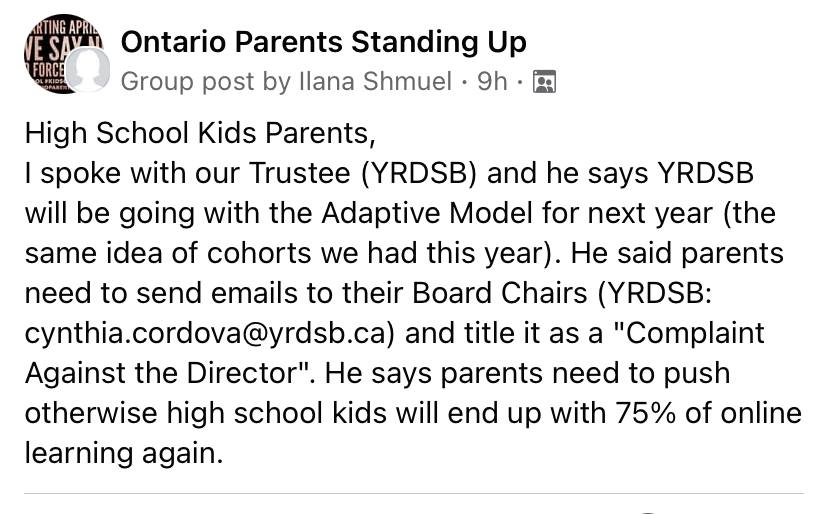 RTING APRIL
VE SAY N
FORCE
Ontario Parents Standing Up
Group post by Ilana Shmuel · 9h ·
High School Kids Parents,
I spoke with our Trustee (YRDSB) and he says YRDSB
will be going with the Adaptive Model for next year (the
same idea of cohorts we had this year). He said parents
need to send emails to their Board Chairs (YRDSB:
cynthia.cordova@yrdsb.ca) and title it as a "Complaint
Against the Director". He says parents need to push
otherwise high school kids will end up with 75% of online
learning again.